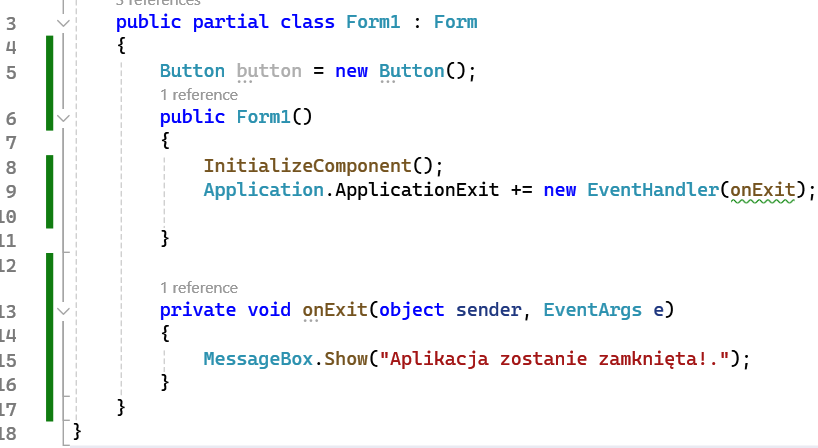 3 references
3 public partial class Form1 : Form
4 {
5 Button button = new Button();
1 reference
6 public Form1()
7 {
8 InitializeComponent();
9 Application.ApplicationExit += new EventHandler(onExit);
10
11 }
12
1 reference
13 private void onExit(object sender, EventArgs e)
14 {
15 MessageBox.Show("Aplikacja zostanie zamknięta!.");
16 }
17 }
18 }